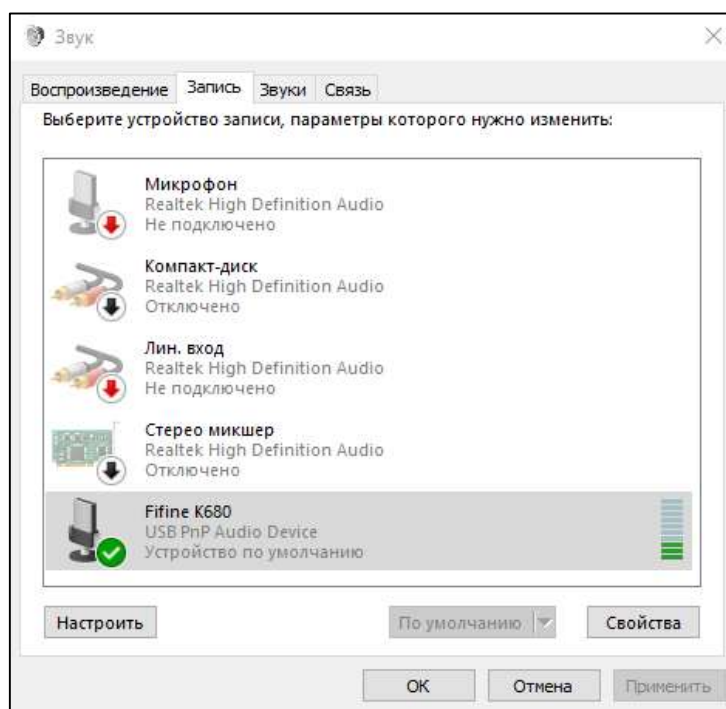 Звук
Воспроизведение Запись Звуки Связь
Выберите устройство записи, параметры которого нужно изменить:
Микрофон
Realtek High Definition Audio
Не подключено
Компакт-диск
Realtek High Definition Audio
Отключено
Лин. вход
Realtek High Definition Audio
Не подключено
Стерео микшер
Realtek High Definition Audio
Отключено
Fifine K680
USB PnP Audio Device
Устройство по умолчанию
Настроить По умолчанию Свойства
ОК Отмена Применить